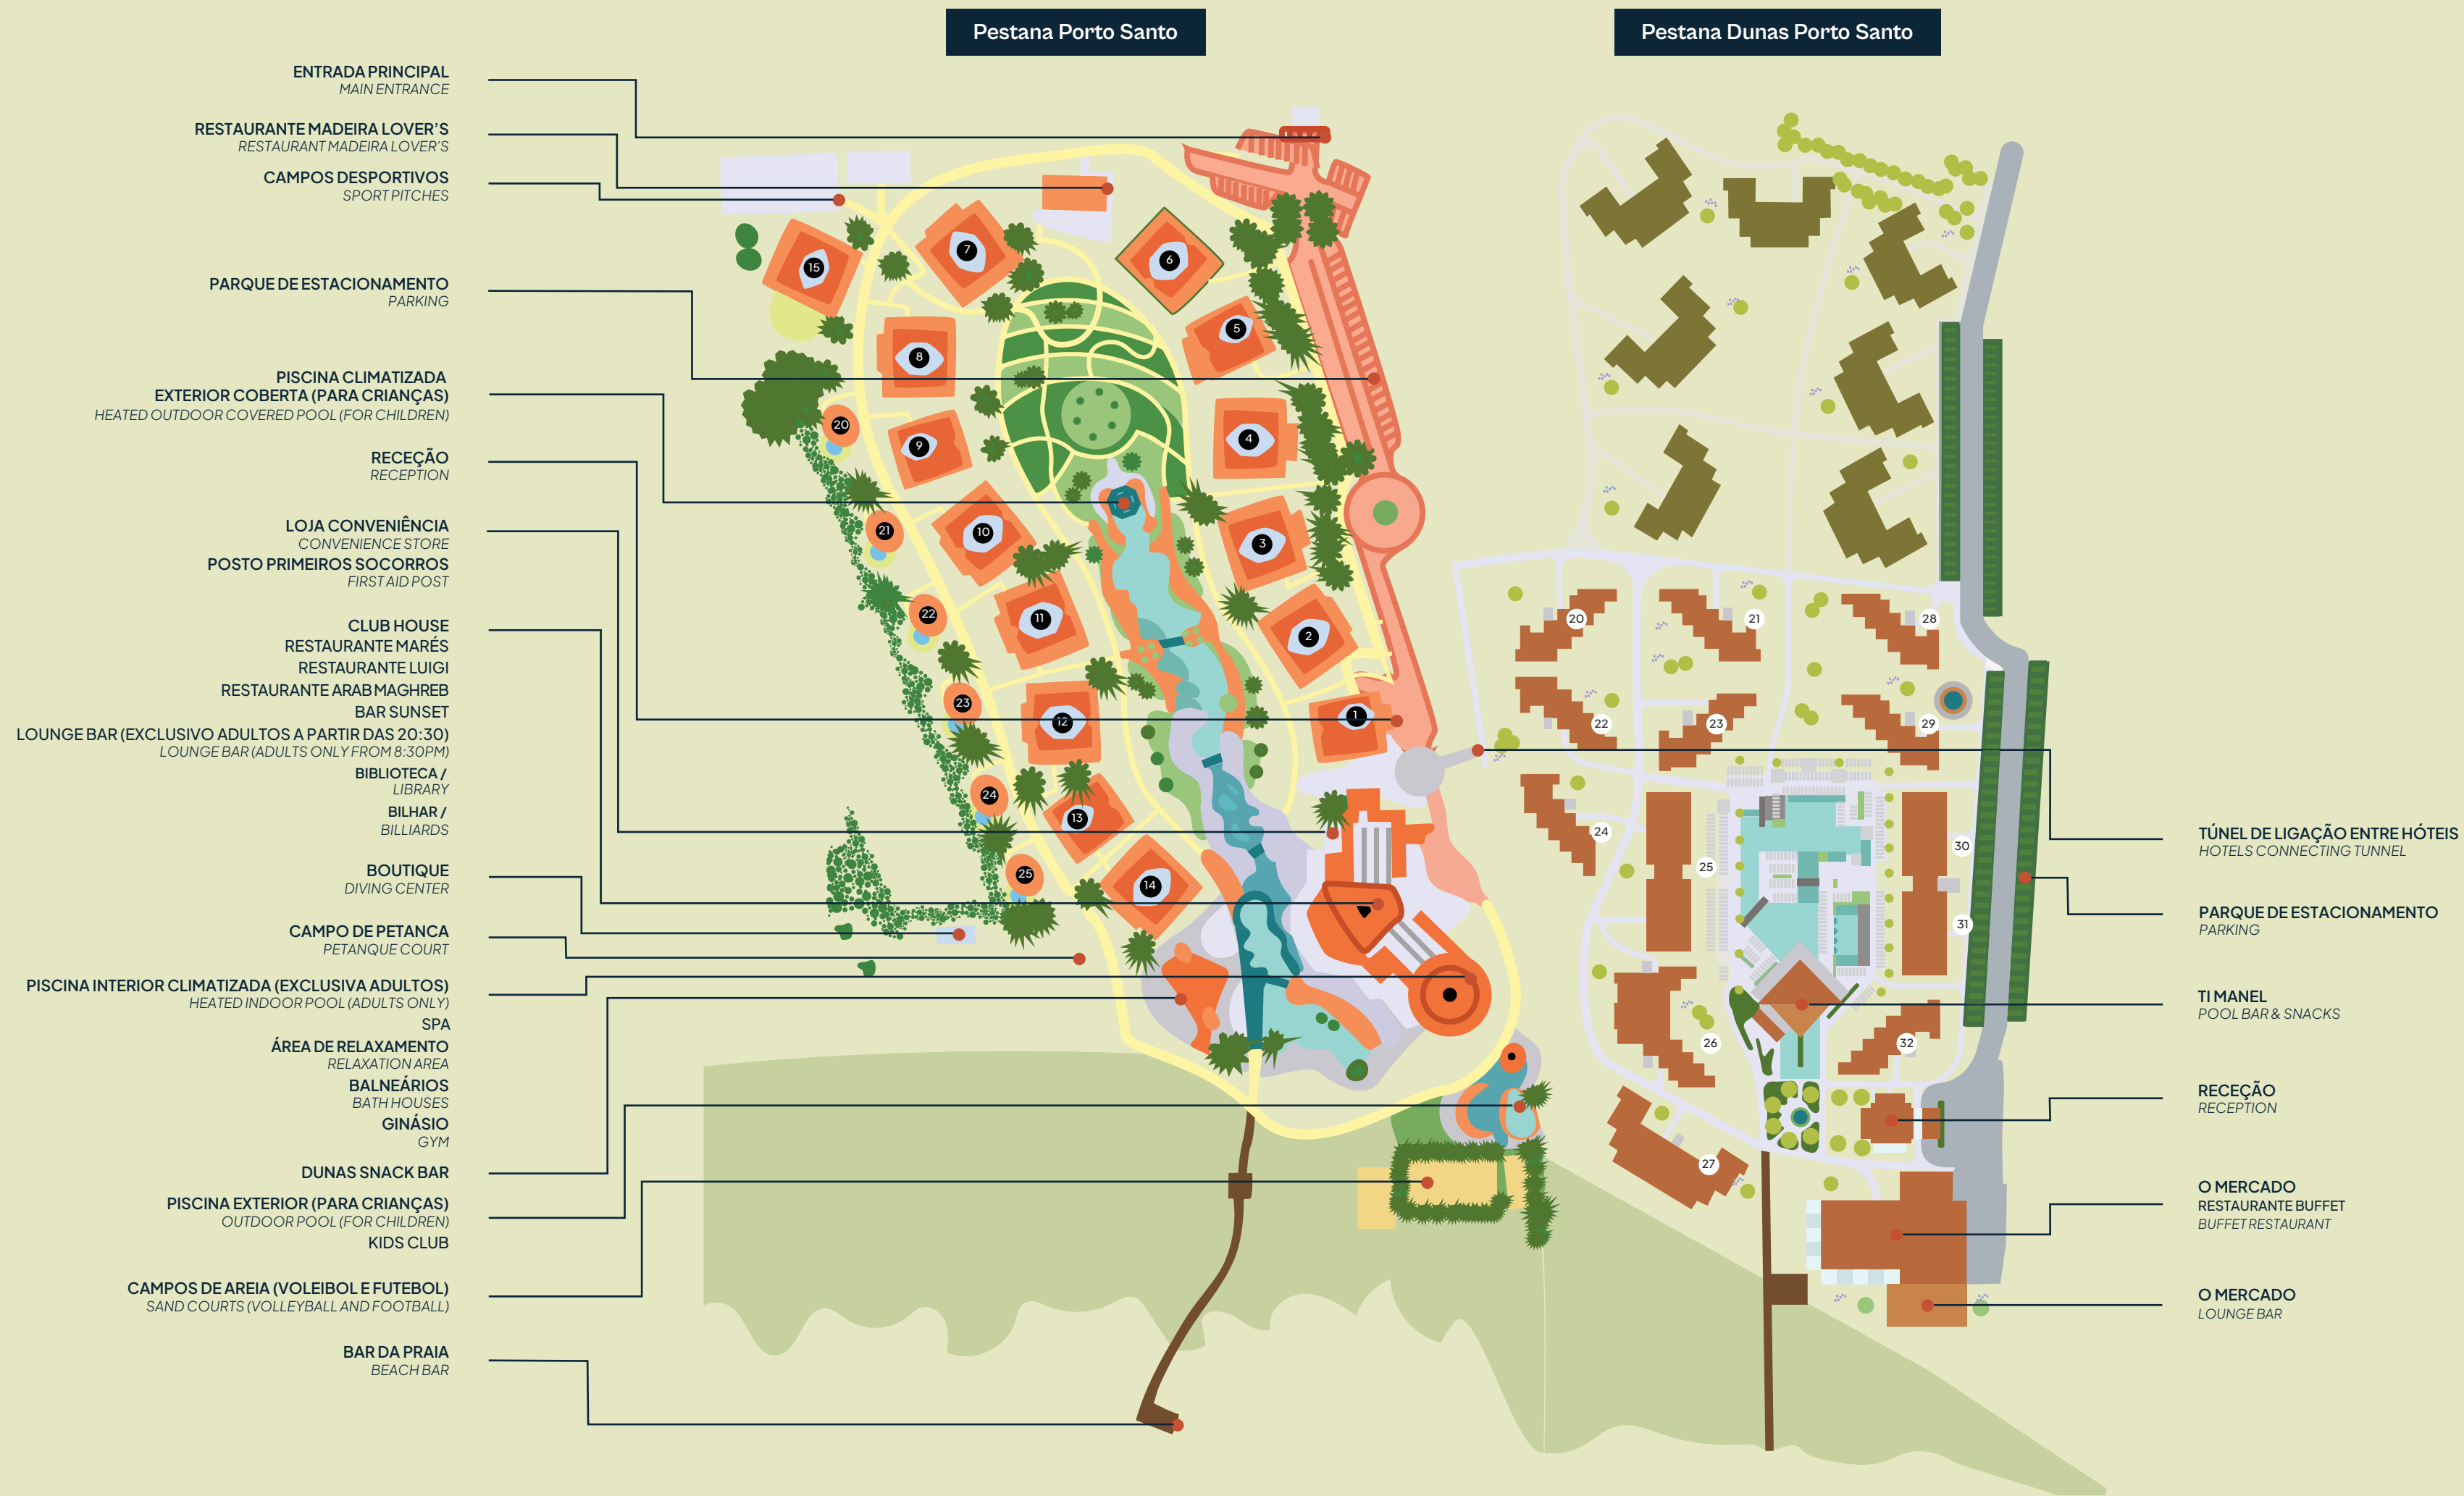 Pestana Porto Santo
Pestana Dunas Porto Santo
ENTRADA PRINCIPAL
MAIN ENTRANCE
RESTAURANTE MADEIRA LOVER’S
RESTAURANT MADEIRA LOVER’S
CAMPOS DESPORTIVOS
SPORT PITCHES
PARQUE DE ESTACIONAMENTO
PARKING
PISCINA CLIMATIZADA
EXTERIOR COBERTA (PARA CRIANÇAS)
HEATED OUTDOOR COVERED POOL (FOR CHILDREN)
RECEÇÃO
RECEPTION
LOJA CONVENIÊNCIA
CONVENIENCE STORE
POSTO PRIMEIROS SOCORROS
FIRST AID POST
CLUB HOUSE
RESTAURANTE MARÉS
RESTAURANTE LUIGI
RESTAURANTE ARAB MAGHREB
BAR SUNSET
LOUNGE BAR (EXCLUSIVO ADULTOS A PARTIR DAS 20:30)
LOUNGE BAR (ADULTS ONLY FROM 8:30PM)
BIBLIOTECA /
LIBRARY
BILHAR /
BILLIARDS
BOUTIQUE
DIVING CENTER
CAMPO DE PETANCA
PETANQUE COURT
PISCINA INTERIOR CLIMATIZADA (EXCLUSIVA ADULTOS)
HEATED INDOOR POOL (ADULTS ONLY)
SPA
ÁREA DE RELAXAMENTO
RELAXATION AREA
BALNEÁRIOS
BATH HOUSES
GINÁSIO
GYM
DUNAS SNACK BAR
PISCINA EXTERIOR (PARA CRIANÇAS)
OUTDOOR POOL (FOR CHILDREN)
KIDS CLUB
CAMPOS DE AREIA (VOLEIBOL E FUTEBOL)
SAND COURTS (VOLLEYBALL AND FOOTBALL)
BAR DA PRAIA
BEACH BAR
15
7
6
5
8
20
9
4
21
10
3
22
11
2
23
12
1
24
13
25
14
20
21
28
22
23
29
24
25
30
31
26
32
27
TÚNEL DE LIGAÇÃO ENTRE HÓTEIS
HOTELS CONNECTING TUNNEL
PARQUE DE ESTACIONAMENTO
PARKING
TI MANEL
POOL BAR & SNACKS
RECEÇÃO
RECEPTION
O MERCADO
RESTAURANTE BUFFET
BUFFET RESTAURANT
O MERCADO
LOUNGE BAR